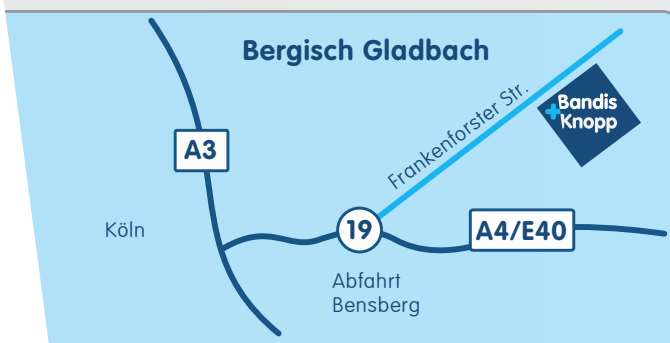 Bergisch Gladbach
Frankenforster Str.
Bandis
+Knopp
A3
Köln
19
A4/E40
Abfahrt
Bensberg